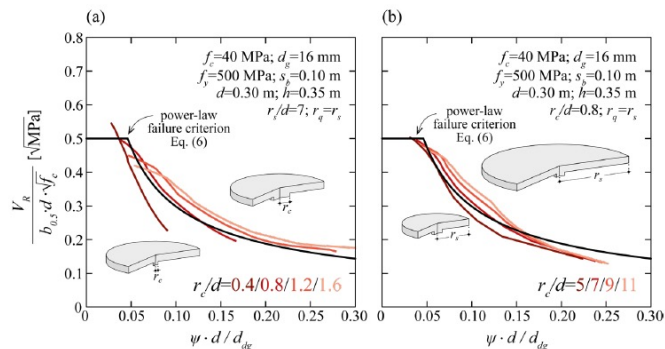 (a)
(b)
f_c=40 MPa; d_g=16 mm
f_y=500 MPa; s_b=0.10 m
d=0.30 m; h=0.35 m
r_s/d=7; r_q=r_s
power-law
failure criterion
Eq. (6)
r_c
r_c
r_c/d=0.4/0.8/1.2/1.6
f_c=40 MPa; d_g=16 mm
f_y=500 MPa; s_b=0.10 m
d=0.30 m; h=0.35 m
r_c/d=0.8; r_q=r_s
power-law
failure criterion
Eq. (6)
r_s
r_s
r_c/d=5/7/9/11
V_R / b_0.5·d·√f_c [√MPa]
0.8
0.7
0.6
0.5
0.4
0.3
0.2
0.1
0 0.05 0.10 0.15 0.20 0.25 0.30
0 0.05 0.10 0.15 0.20 0.25 0.30
ψ·d/d_dg
ψ·d/d_dg